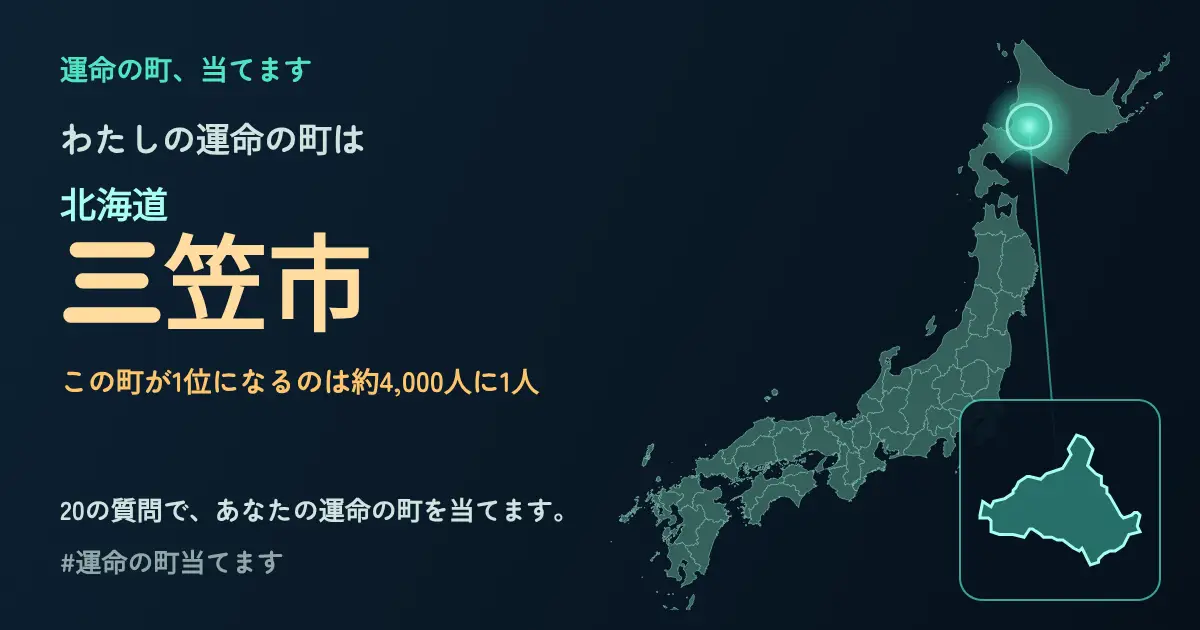 運命の町、当てます
わたしの運命の町は
北海道
三笠市
この町が1位になるのは約4,000人に1人
20の質問で、あなたの運命の町を当てます。
#運命の町当てます